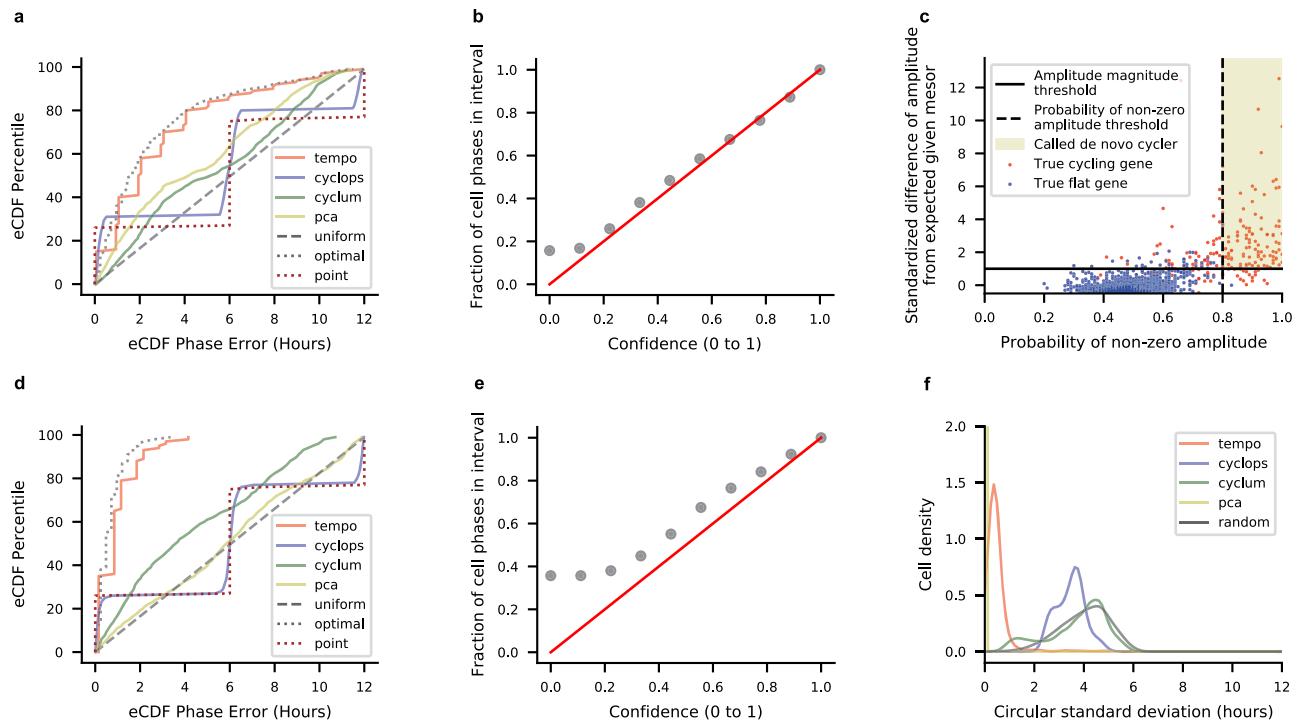 a
eCDF Percentile
100
80
60
40
20
0
0 2 4 6 8 10 12
eCDF Phase Error (Hours)
tempo
cyclops
cyclum
pca
uniform
optimal
point
b
Fraction of cell phases in interval
1.0
0.8
0.6
0.4
0.2
0.0
0.0 0.2 0.4 0.6 0.8 1.0
Confidence (0 to 1)
c
Standardized difference of amplitude
from expected given mesor
12
10
8
6
4
2
0
0.0 0.2 0.4 0.6 0.8 1.0
Probability of non-zero amplitude
Amplitude magnitude
threshold
Probability of non-zero
amplitude threshold
Called de novo cycler
True cycling gene
True flat gene
d
eCDF Percentile
100
80
60
40
20
0
0 2 4 6 8 10 12
eCDF Phase Error (Hours)
tempo
cyclops
cyclum
pca
uniform
optimal
point
e
Fraction of cell phases in interval
1.0
0.8
0.6
0.4
0.2
0.0
0.0 0.2 0.4 0.6 0.8 1.0
Confidence (0 to 1)
f
Cell density
2.0
1.5
1.0
0.5
0.0
0 2 4 6 8 10 12
Circular standard deviation (hours)
tempo
cyclops
cyclum
pca
random